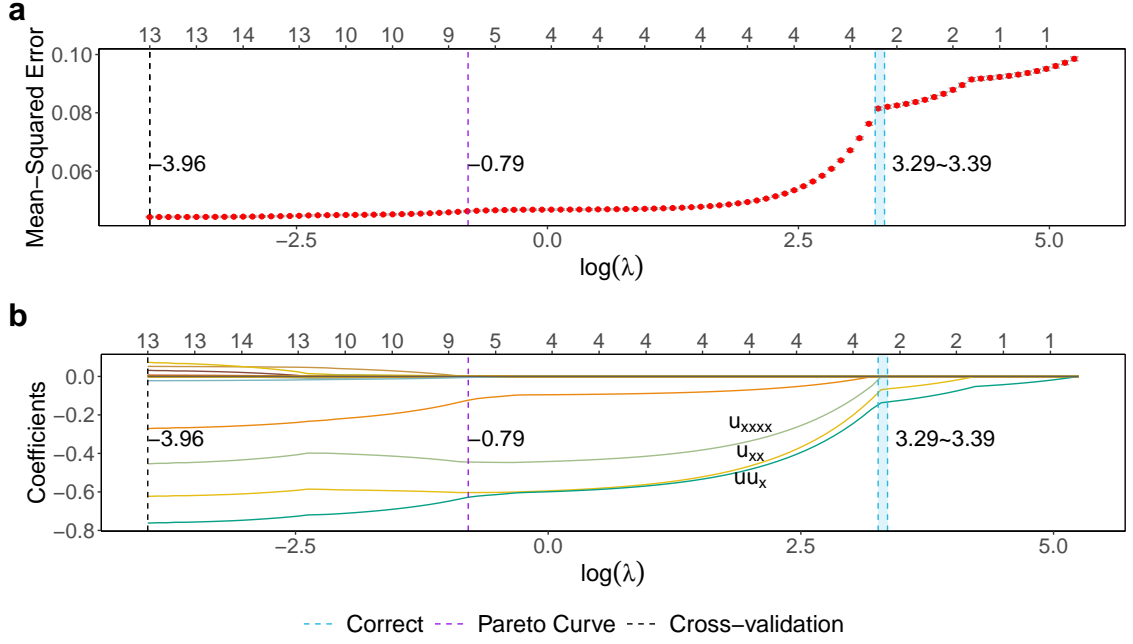 a
13 13 14 13 10 10 9 5 4 4 4 4 4 4 2 2 1 1
Mean−Squared Error
0.10
0.08
0.06
−3.96 −0.79 3.29~3.39
−2.5 0.0 2.5 5.0
log(λ)
b
13 13 14 13 10 10 9 5 4 4 4 4 4 4 4 2 2 1 1
Coefficients
0.0
−0.2
−0.4
−0.6
−0.8
−3.96 −0.79 3.29~3.39
uxxxx
uxx
uux
−2.5 0.0 2.5 5.0
log(λ)
Correct Pareto Curve Cross−validation